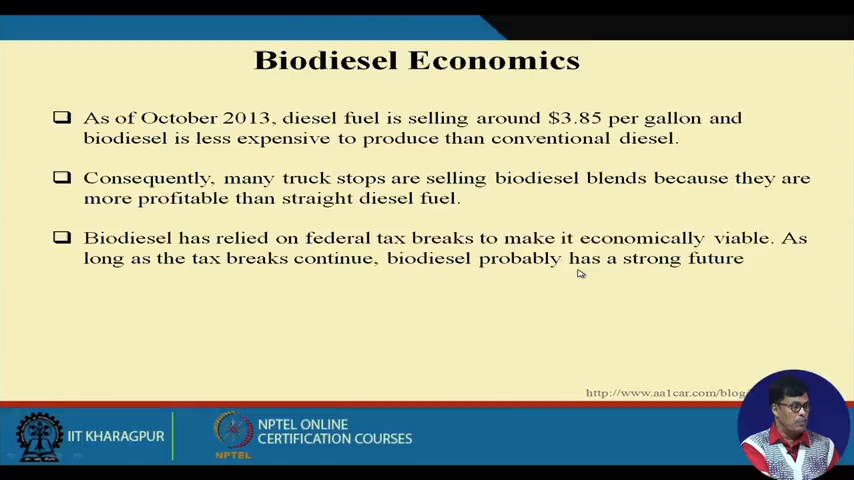 Biodiesel Economics
As of October 2013, diesel fuel is selling around $3.85 per gallon and
biodiesel is less expensive to produce than conventional diesel.
Consequently, many truck stops are selling biodiesel blends because they are
more profitable than straight diesel fuel.
Biodiesel has relied on federal tax breaks to make it economically viable. As
long as the tax breaks continue, biodiesel probably has a strong future
http://www.aa1car.com/blog/
IIT KHARAGPUR
NPTEL
NPTEL ONLINE
CERTIFICATION COURSES